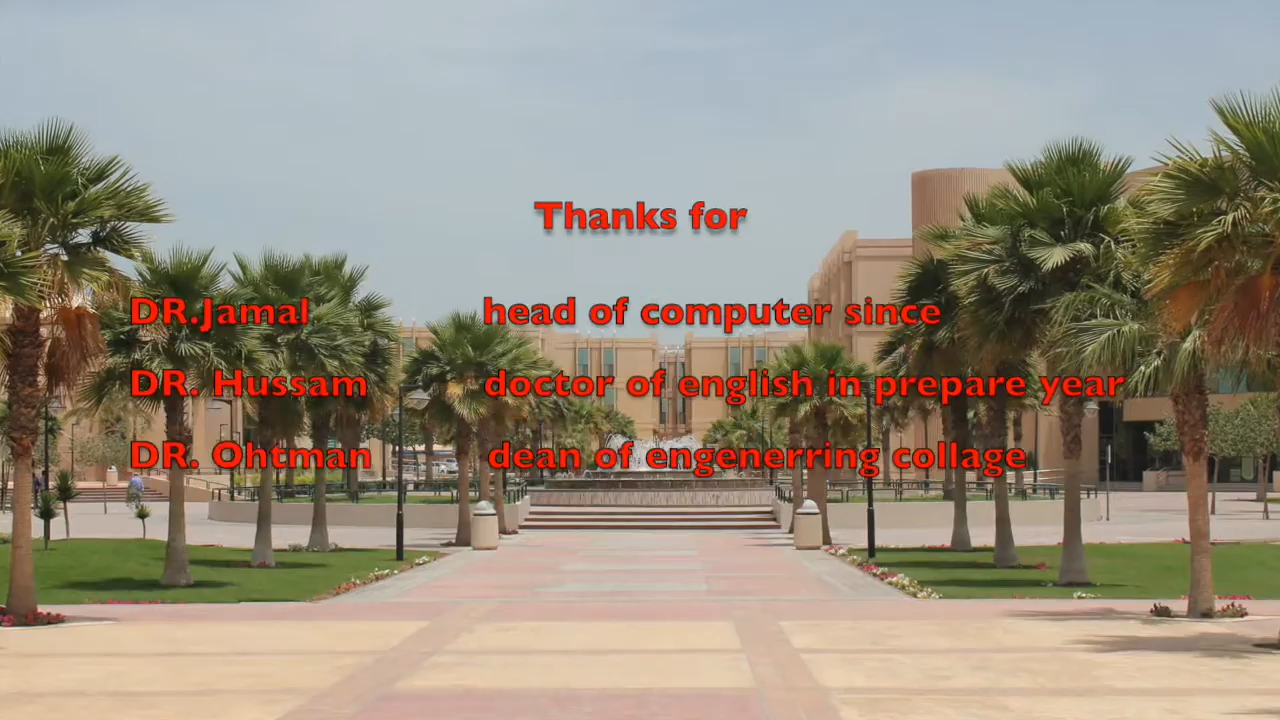 Thanks for
DR.Jamal head of computer since
DR. Hussam doctor of english in prepare year
DR. Ohtman dean of engenerring collage